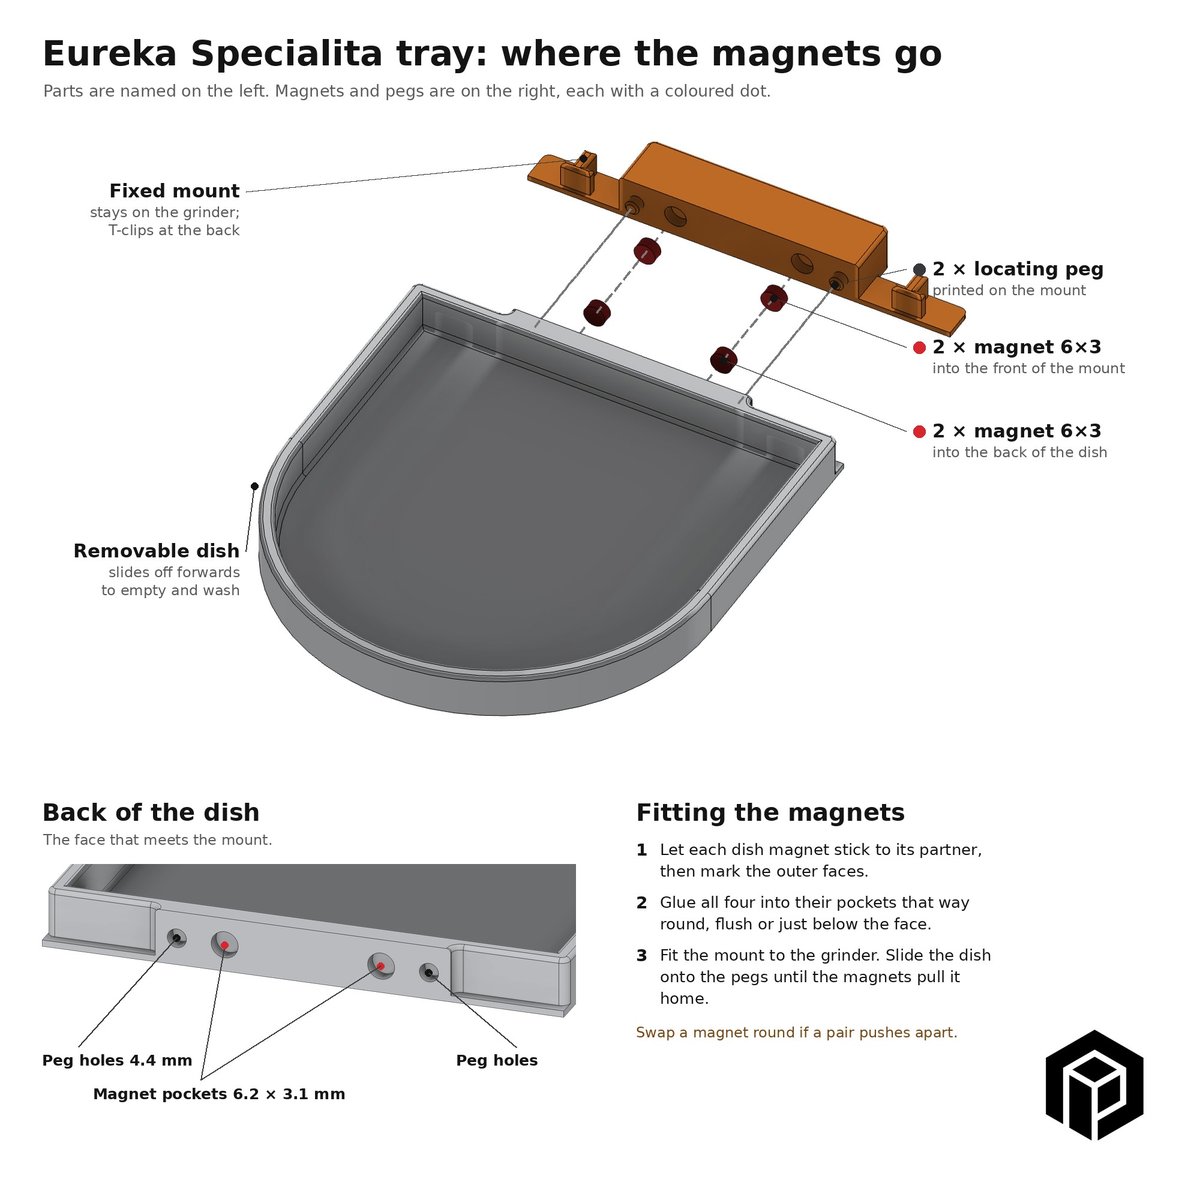 Eureka Specialita tray: where the magnets go
Parts are named on the left. Magnets and pegs are on the right, each with a coloured dot.
Fixed mount
stays on the grinder;
T-clips at the back
2 × locating peg
printed on the mount
2 × magnet 6×3
into the front of the mount
2 × magnet 6×3
into the back of the dish
Removable dish
slides off forwards
to empty and wash
Back of the dish
The face that meets the mount.
Peg holes 4.4 mm
Peg holes
Magnet pockets 6.2 × 3.1 mm
Fitting the magnets
1 Let each dish magnet stick to its partner,
then mark the outer faces.
2 Glue all four into their pockets that way
round, flush or just below the face.
3 Fit the mount to the grinder. Slide the dish
onto the pegs until the magnets pull it
home.
Swap a magnet round if a pair pushes apart.